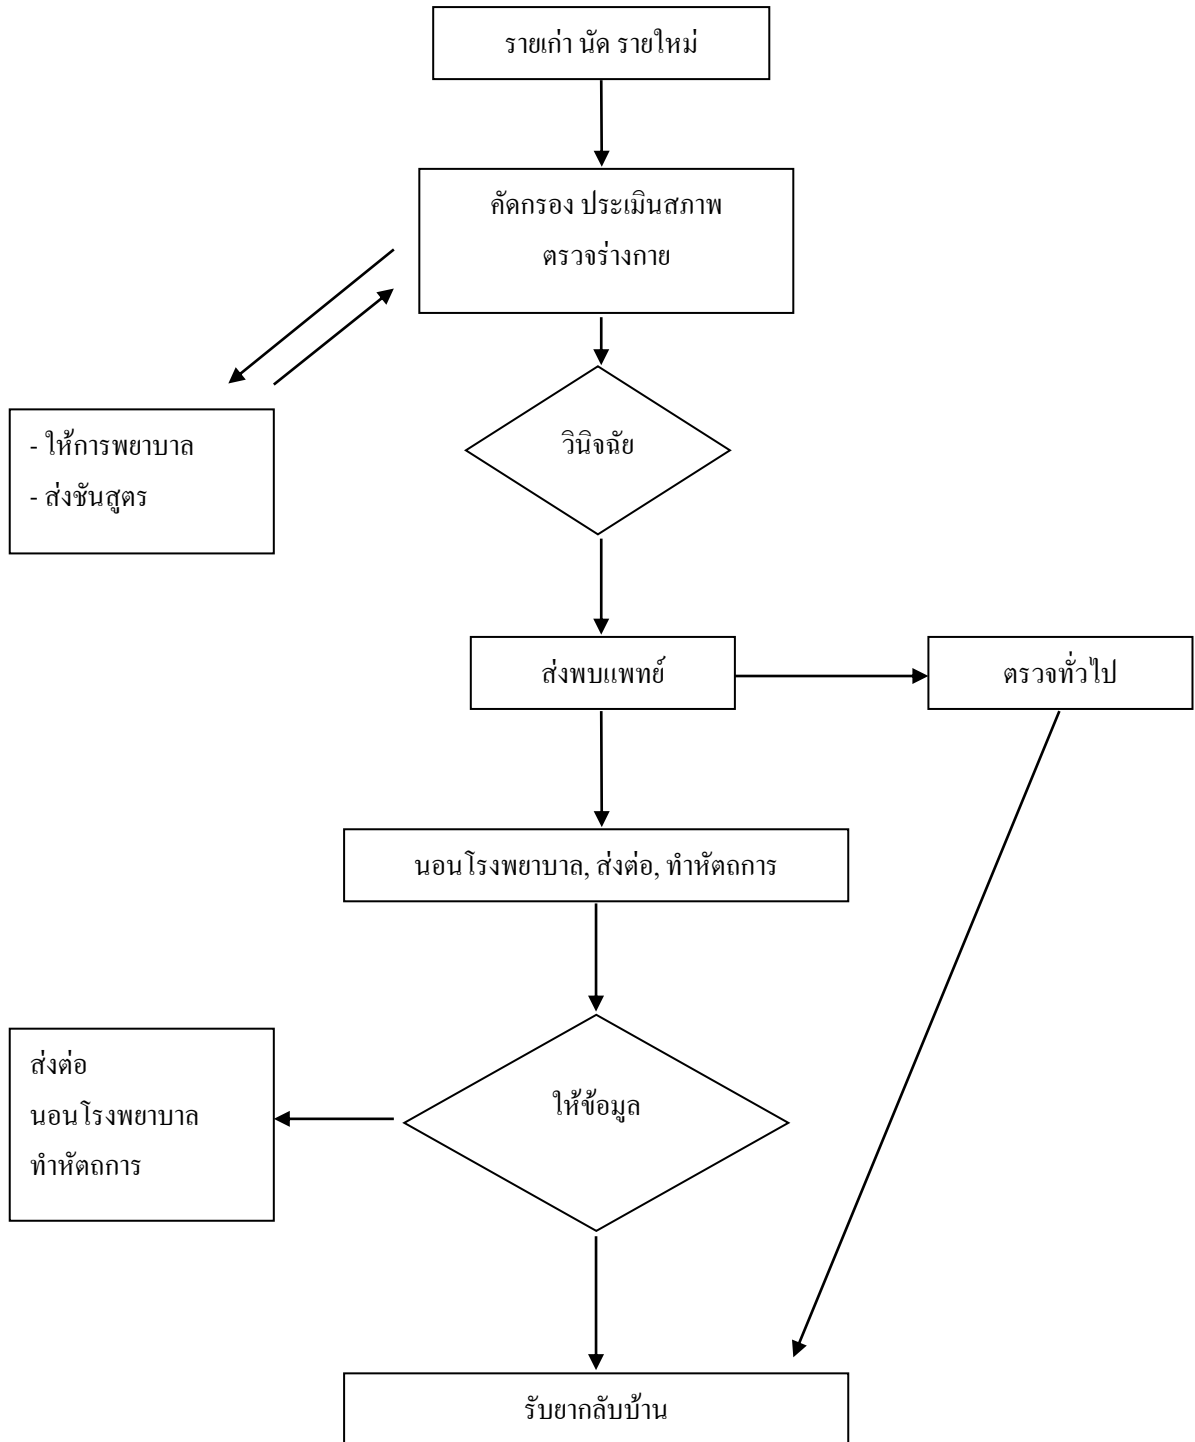 รายเก่า นัด รายใหม่
คัดกรอง ประเมินสภาพ
ตรวจร่างกาย
- ให้การพยาบาล
- ส่งชันสูตร
วินิจฉัย
ส่งพบแพทย์
ตรวจทั่วไป
นอนโรงพยาบาล, ส่งต่อ, ทำหัตถการ
ส่งต่อ
นอนโรงพยาบาล
ทำหัตถการ
ให้ข้อมูล
รับยากลับบ้าน